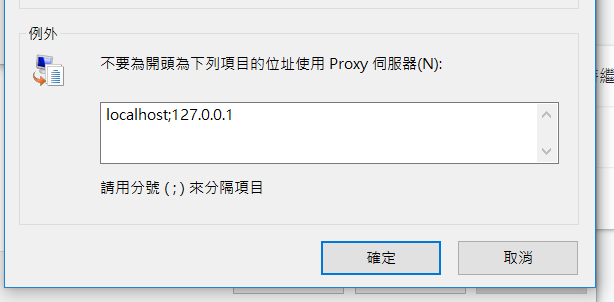 例外
不要為開頭為下列項目的位址使用 Proxy 伺服器(N):
localhost;127.0.0.1
請用分號 ( ; ) 來分隔項目
確定
取消